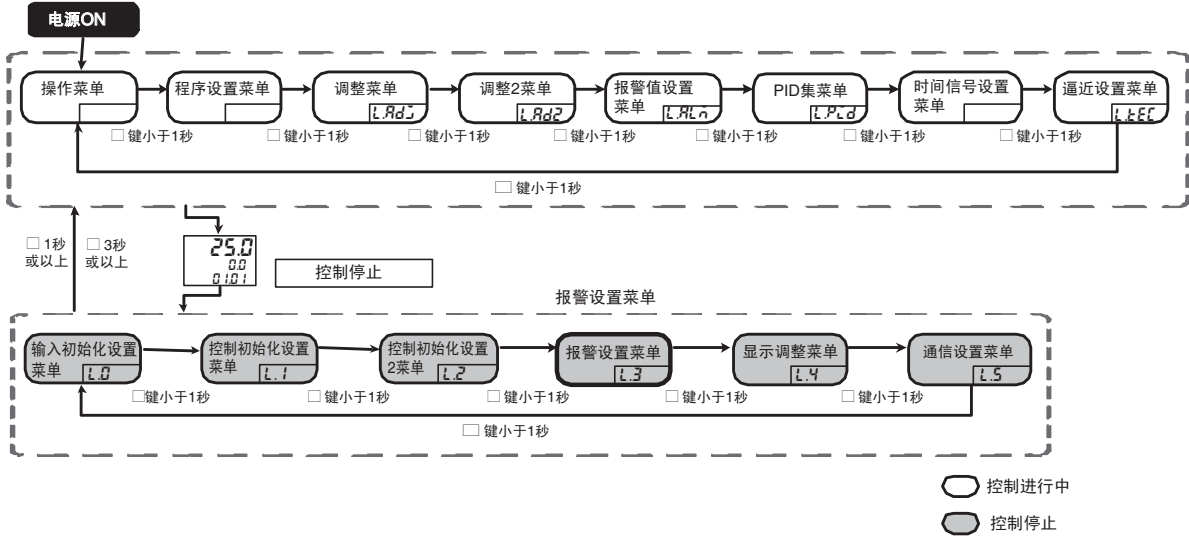 电源ON
操作菜单
程序设置菜单
调整菜单
L.Adj
调整2菜单
L.Ad2
报警值设置
菜单
L.ALm
PID集菜单
L.Pid
时间信号设置
菜单
逼近设置菜单
L.tEC
□ 键小于1秒
□ 键小于1秒
□ 键小于1秒
□ 键小于1秒
□ 键小于1秒
□ 键小于1秒
□ 键小于1秒
□ 键小于1秒
□ 1秒
或以上
□ 3秒
或以上
25.0
0.0
01.01
控制停止
报警设置菜单
输入初始化设置
菜单
L.0
控制初始化设置
菜单
L.1
控制初始化设置
2菜单
L.2
报警设置菜单
L.3
显示调整菜单
L.4
通信设置菜单
L.5
□键小于1秒
□ 键小于1秒
□ 键小于1秒
□ 键小于1秒
□ 键小于1秒
□ 键小于1秒
控制进行中
控制停止